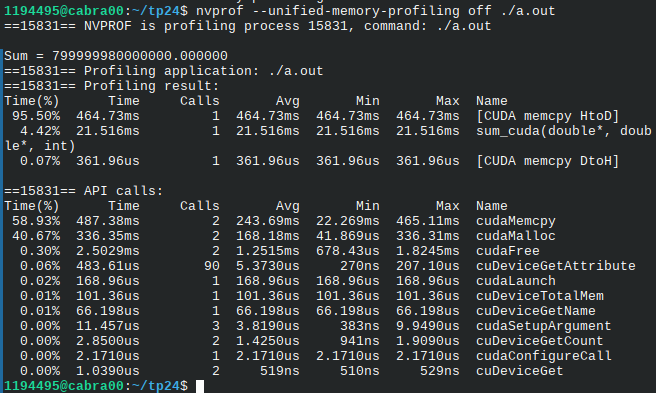 1194495@cabra00:~/tp24$ nvprof --unified-memory-profiling off ./a.out
==15831== NVPROF is profiling process 15831, command: ./a.out

Sum = 799999980000000.000000
==15831== Profiling application: ./a.out
==15831== Profiling result:
Time(%)      Time     Calls       Avg       Min       Max  Name
 95.50%  464.73ms         1  464.73ms  464.73ms  464.73ms  [CUDA memcpy HtoD]
  4.42%  21.516ms         1  21.516ms  21.516ms  21.516ms  sum_cuda(double*, doub
le*, int)
  0.07%  361.96us         1  361.96us  361.96us  361.96us  [CUDA memcpy DtoH]

==15831== API calls:
Time(%)      Time     Calls       Avg       Min       Max  Name
 58.93%  487.38ms         2  243.69ms  22.269ms  465.11ms  cudaMemcpy
 40.67%  336.35ms         2  168.18ms  41.869us  336.31ms  cudaMalloc
  0.30%  2.5029ms         2  1.2515ms  678.43us  1.8245ms  cudaFree
  0.06%  483.61us        90  5.3730us     270ns  207.10us  cuDeviceGetAttribute
  0.02%  168.96us         1  168.96us  168.96us  168.96us  cudaLaunch
  0.01%  101.36us         1  101.36us  101.36us  101.36us  cuDeviceTotalMem
  0.01%  66.198us         1  66.198us  66.198us  66.198us  cuDeviceGetName
  0.00%  11.457us         3  3.8190us     383ns  9.9490us  cudaSetupArgument
  0.00%  2.8500us         2  1.4250us     941ns  1.9090us  cuDeviceGetCount
  0.00%  2.1710us         1  2.1710us  2.1710us  2.1710us  cudaConfigureCall
  0.00%  1.0390us         2     519ns     510ns     529ns  cuDeviceGet
1194495@cabra00:~/tp24$